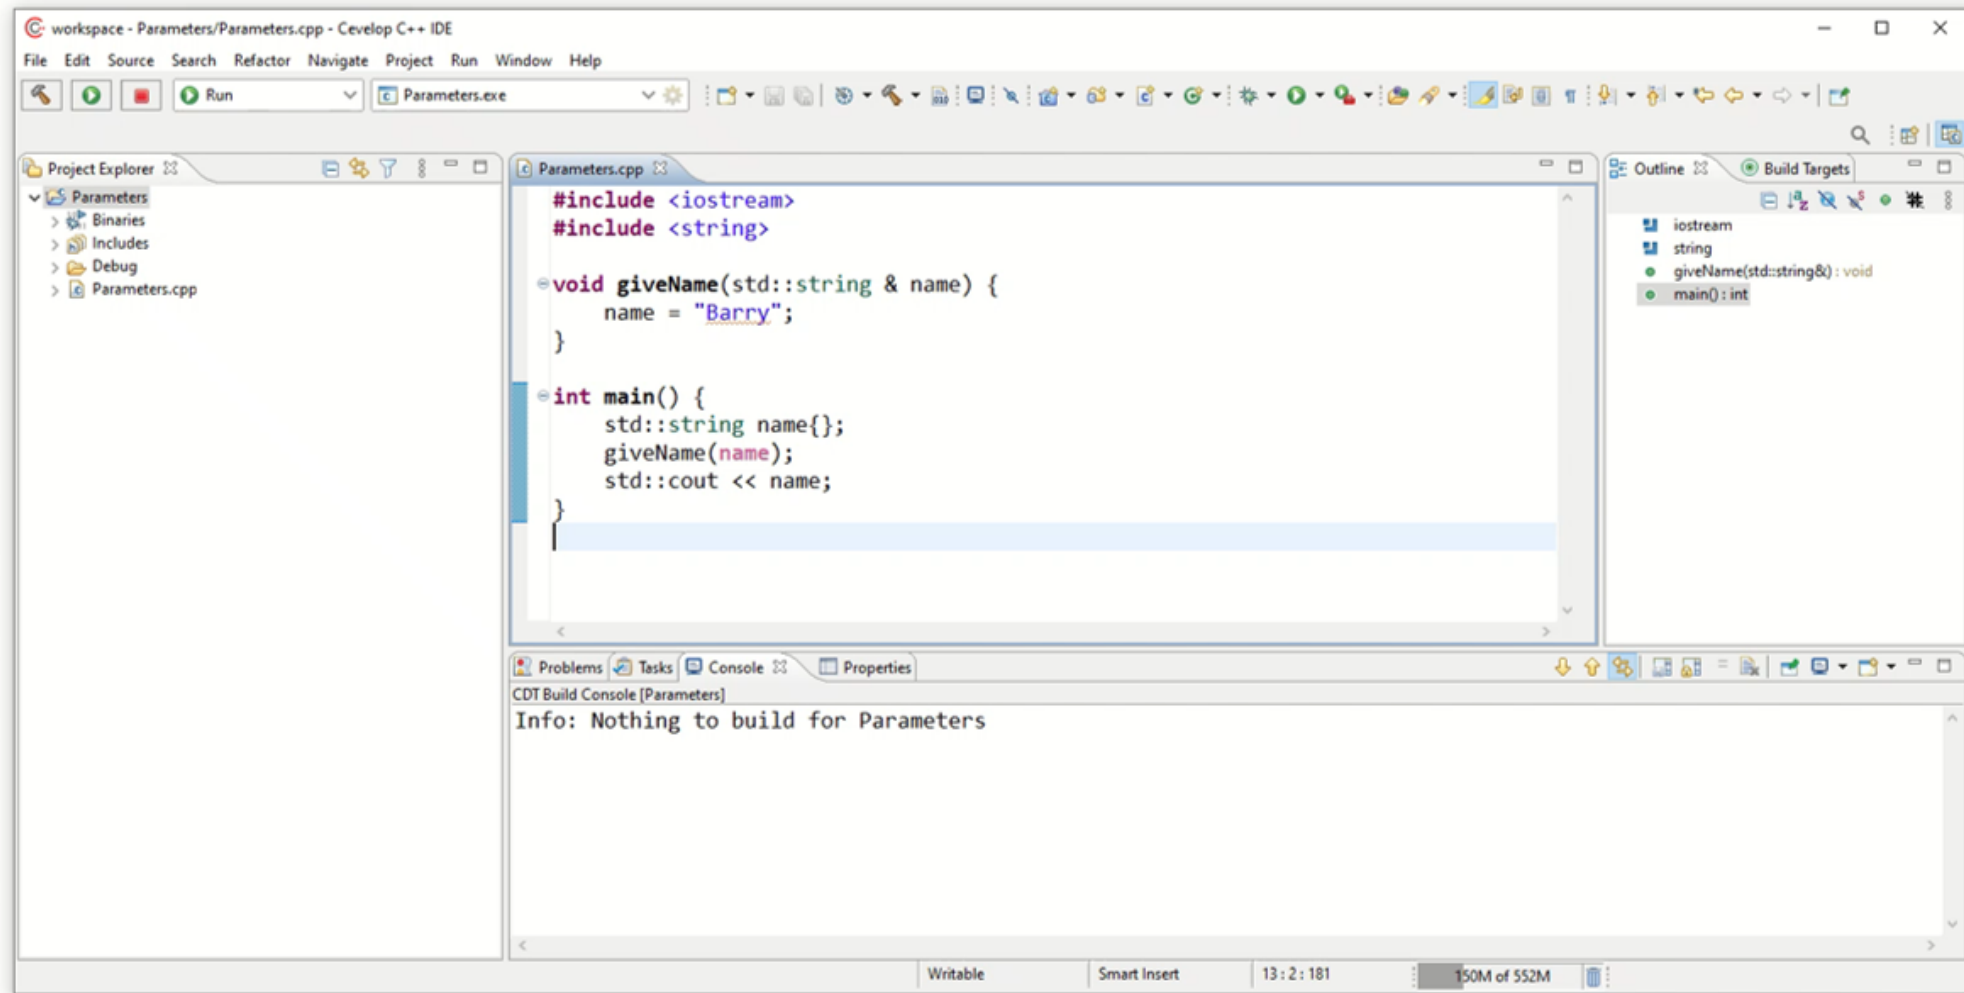 workspace - Parameters/Parameters.cpp - Cevelop C++ IDE
File Edit Source Search Refactor Navigate Project Run Window Help
Run Parameters.exe
Project Explorer
Parameters
Binaries
Includes
Debug
Parameters.cpp
Parameters.cpp
#include <iostream>
#include <string>
void giveName(std::string & name) {
name = "Barry";
}
int main() {
std::string name{};
giveName(name);
std::cout << name;
}
Outline Build Targets
iostream
string
giveName(std::string&) : void
main() : int
Problems Tasks Console Properties
CDT Build Console [Parameters]
Info: Nothing to build for Parameters
Writable Smart Insert 13 : 2 : 181 150M of 552M